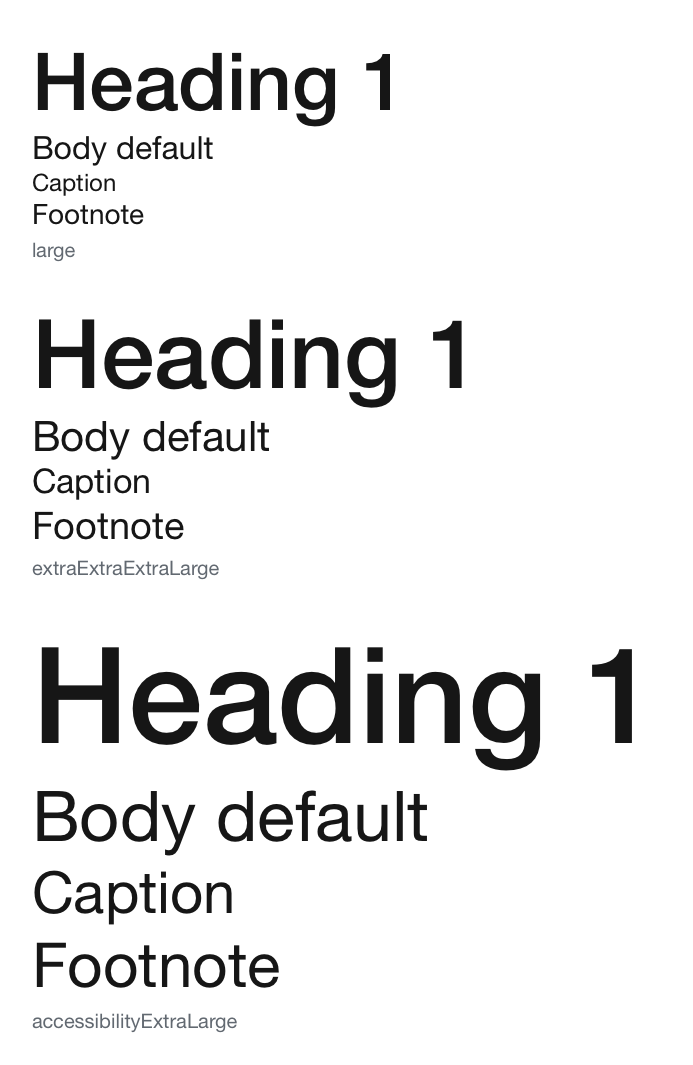 Heading 1
Body default
Caption
Footnote
large
Heading 1
Body default
Caption
Footnote
extraExtraExtraLarge
Heading 1
Body default
Caption
Footnote
accessibilityExtraLarge